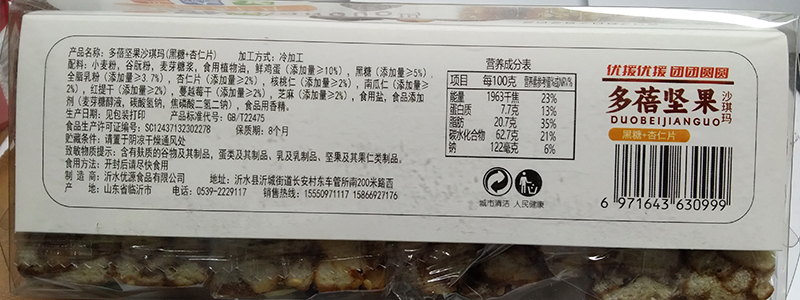 产品名称：多蓓坚果沙琪玛(黑糖+杏仁片) 加工方式：冷加工
配料：小麦粉，谷朊粉，麦芽糖浆，食用植物油，鲜鸡蛋（添加量≥10%），黑糖（添加量≥5%），
全脂乳粉（添加量≥3.7%），杏仁片（添加量≥2%），核桃仁（添加量≥2%），南瓜仁（添加量≥
2%），红提干（添加量≥2%），蔓越莓干（添加量≥2%），芝麻（添加量≥2%），食用盐，食品添加
剂（麦芽糖醇液，碳酸氢钠，焦磷酸二氢二钠），食品用香精。
生产日期：见包装打印 产品标准代号：GB/T22475
食品生产许可证编号：SC12437132302278 保质期：8个月
贮藏条件：请置于阴凉干燥通风处
致敏物质提示：含有麸质的谷物及其制品，蛋类及其制品，乳及乳制品、坚果及其果仁类制品。
食用方法：开封后请尽快食用
制造商：沂水优源食品有限公司 地址：沂水县沂城街道长安村东车管所南200米路西
产地：山东省临沂市 电话：0539-2229117 销售热线：15550971117 15866927176
营养成分表
项目 每100克 营养素参考值%或NRV%
能量 1963千焦 23%
蛋白质 7.7克 13%
脂肪 20.7克 35%
碳水化合物 62.7克 21%
钠 122毫克 6%
城市清洁 人民健康
优援优援 团团圆圆
多蓓坚果 沙琪玛
DUOBEIJIANGUO
黑糖+杏仁片
6 971643 630999